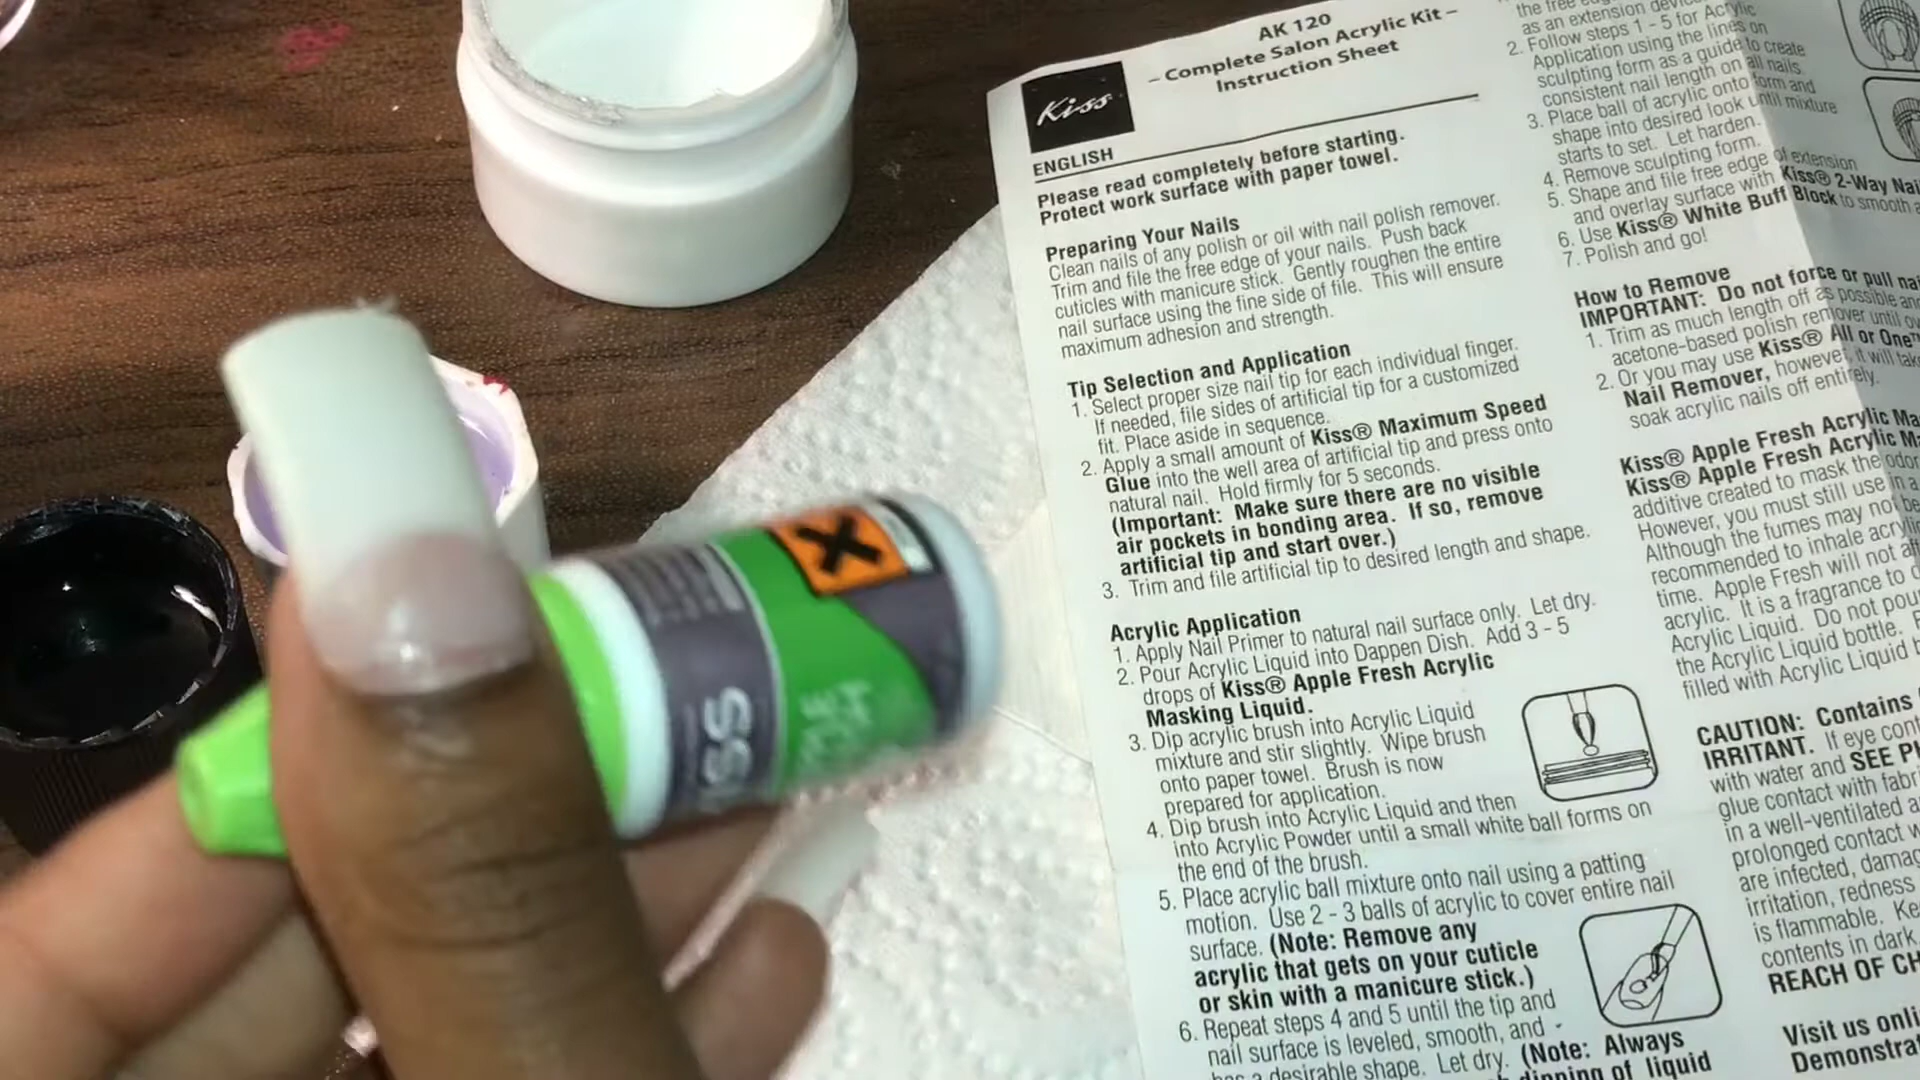 AK 120
– Complete Salon Acrylic Kit –
Instruction Sheet
Kiss
ENGLISH
Please read completely before starting.
Protect work surface with paper towel.
Preparing Your Nails
Clean nails of any polish or oil with nail polish remover.
Trim and file the free edge of your nails. Push back
cuticles with manicure stick. Gently roughen the entire
nail surface using the fine side of file. This will ensure
maximum adhesion and strength.
Tip Selection and Application
1. Select proper size nail tip for each individual finger.
If needed, file sides of artificial tip for a customized
fit. Place aside in sequence.
2. Apply a small amount of Kiss® Maximum Speed
Glue into the well area of artificial tip and press onto
natural nail. Hold firmly for 5 seconds.
(Important: Make sure there are no visible
air pockets in bonding area. If so, remove
artificial tip and start over.)
3. Trim and file artificial tip to desired length and shape.
Acrylic Application
1. Apply Nail Primer to natural nail surface only. Let dry.
2. Pour Acrylic Liquid into Dappen Dish. Add 3 - 5
drops of Kiss® Apple Fresh Acrylic
Masking Liquid.
3. Dip acrylic brush into Acrylic Liquid
mixture and stir slightly. Wipe brush
onto paper towel. Brush is now
prepared for application.
4. Dip brush into Acrylic Liquid and then
into Acrylic Powder until a small white ball forms on
the end of the brush.
5. Place acrylic ball mixture onto nail using a patting
motion. Use 2 - 3 balls of acrylic to cover entire nail
surface. (Note: Remove any
acrylic that gets on your cuticle
or skin with a manicure stick.)
6. Repeat steps 4 and 5 until the tip and
nail surface is leveled, smooth, and
has a desirable shape. Let dry. (Note: Always
dipping of liquid
the free
as an extension
2. Follow steps 1 - 5 for Acrylic
Application using the lines on
sculpting form as a guide to create
consistent nail length on all nails.
3. Place ball of acrylic onto form and
shape into desired look until mixture
starts to set. Let harden.
4. Remove sculpting form.
5. Shape and file free edge of extension
and overlay surface with Kiss® 2-Way
Block to smooth
6. Use Kiss® White Buff
7. Polish and go!
How to Remove
IMPORTANT: Do not force or pull
1. Trim as much length off as possible
acetone-based polish remover until
2. Or you may use Kiss® All or One™
Nail Remover, however, it will
soak acrylic nails off entirely.
Kiss® Apple Fresh Acrylic
Kiss® Apple Fresh Acrylic
additive created to mask the
However, you must still use in a
Although the fumes may not be
recommended to inhale
time. Apple Fresh will not
acrylic. It is a fragrance to
Acrylic Liquid. Do not pour
the Acrylic Liquid bottle.
filled with Acrylic Liquid
CAUTION: Contains
IRRITANT. If eye
with water and SEE
glue contact with
in a well-ventilated
prolonged contact
are infected,
irritation, redness
is flammable.
contents in dark,
REACH OF
Visit us
KISS